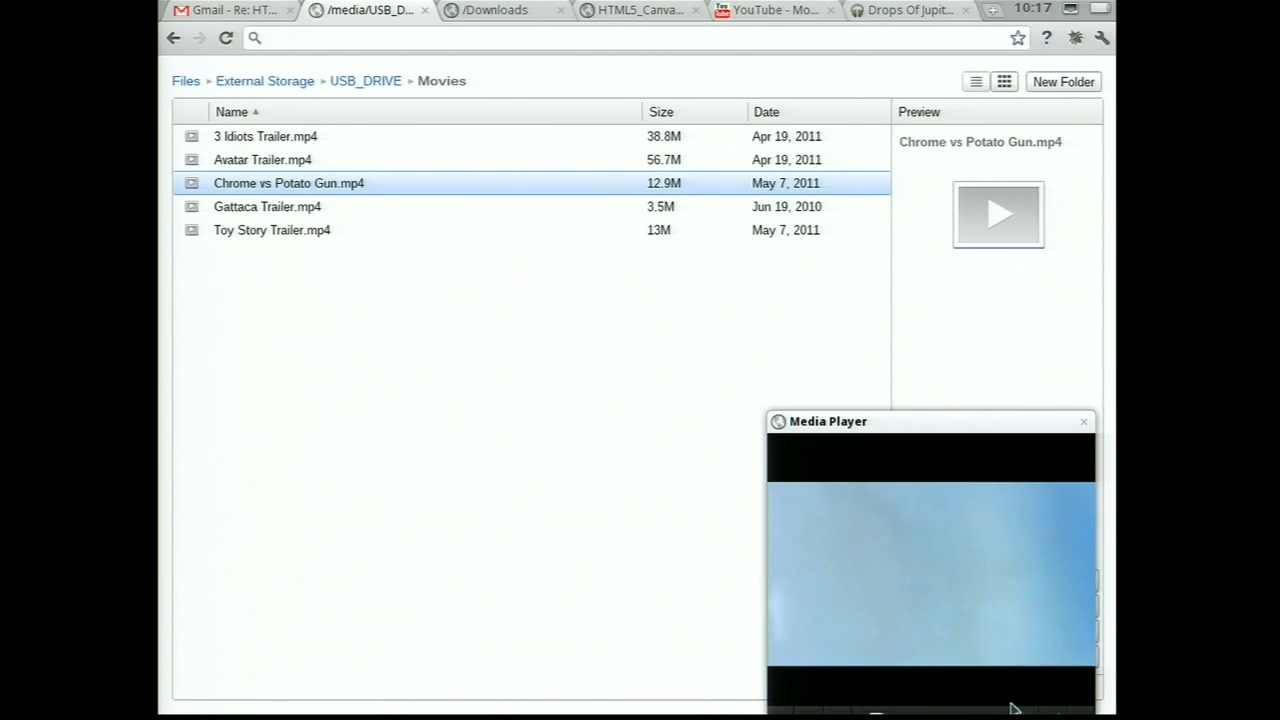 Gmail - Re: HT... /media/USB_D... /Downloads HTML5_Canva... You Tube YouTube - Mo... Drops Of Jupit... 10:17
Files External Storage USB_DRIVE Movies New Folder
Name Size Date Preview
3 Idiots Trailer.mp4 38.8M Apr 19, 2011 Chrome vs Potato Gun.mp4
Avatar Trailer.mp4 56.7M Apr 19, 2011
Chrome vs Potato Gun.mp4 12.9M May 7, 2011
Gattaca Trailer.mp4 3.5M Jun 19, 2010
Toy Story Trailer.mp4 13M May 7, 2011
Media Player